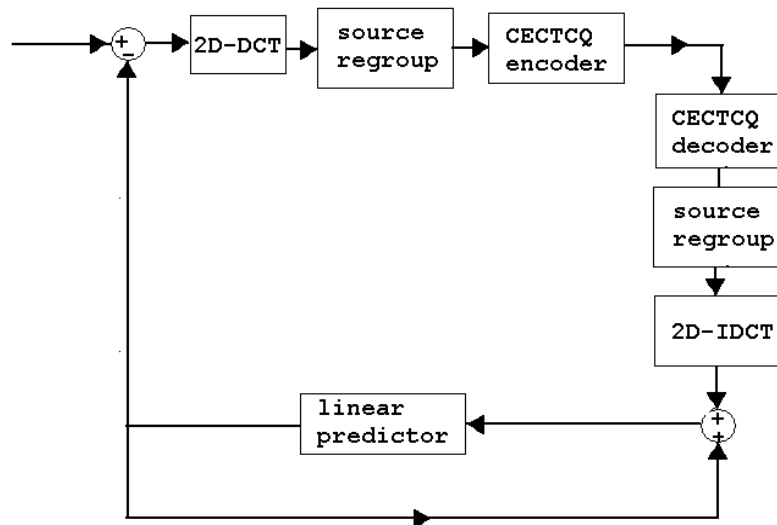 +
−
2D-DCT
source
regroup
CECTCQ
encoder
CECTCQ
decoder
source
regroup
2D-IDCT
+
+
linear
predictor